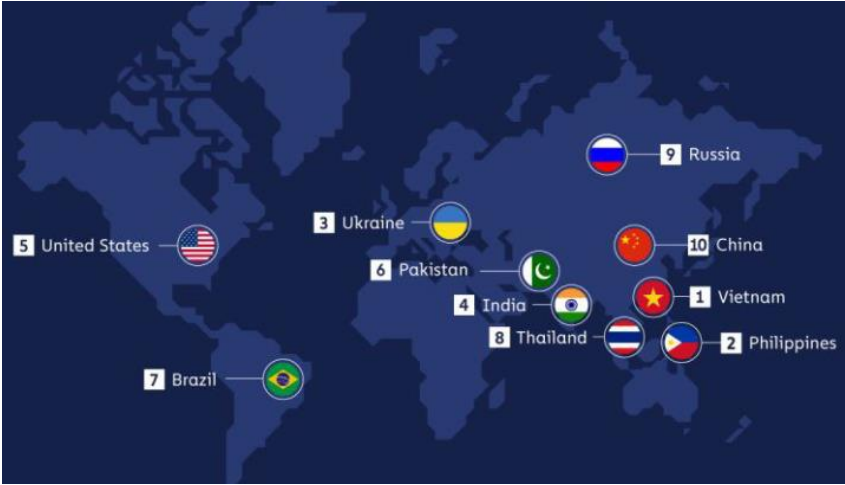 9 Russia
3 Ukraine
5 United States
10 China
6 Pakistan
1 Vietnam
4 India
8 Thailand
2 Philippines
7 Brazil